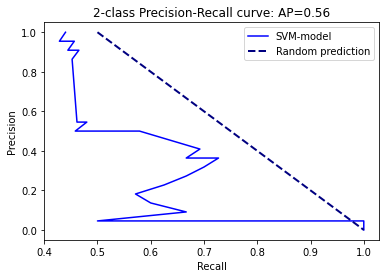 2-class Precision-Recall curve: AP=0.56
SVM-model
Random prediction
Precision
1.0
0.8
0.6
0.4
0.2
0.0
0.4 0.5 0.6 0.7 0.8 0.9 1.0
Recall